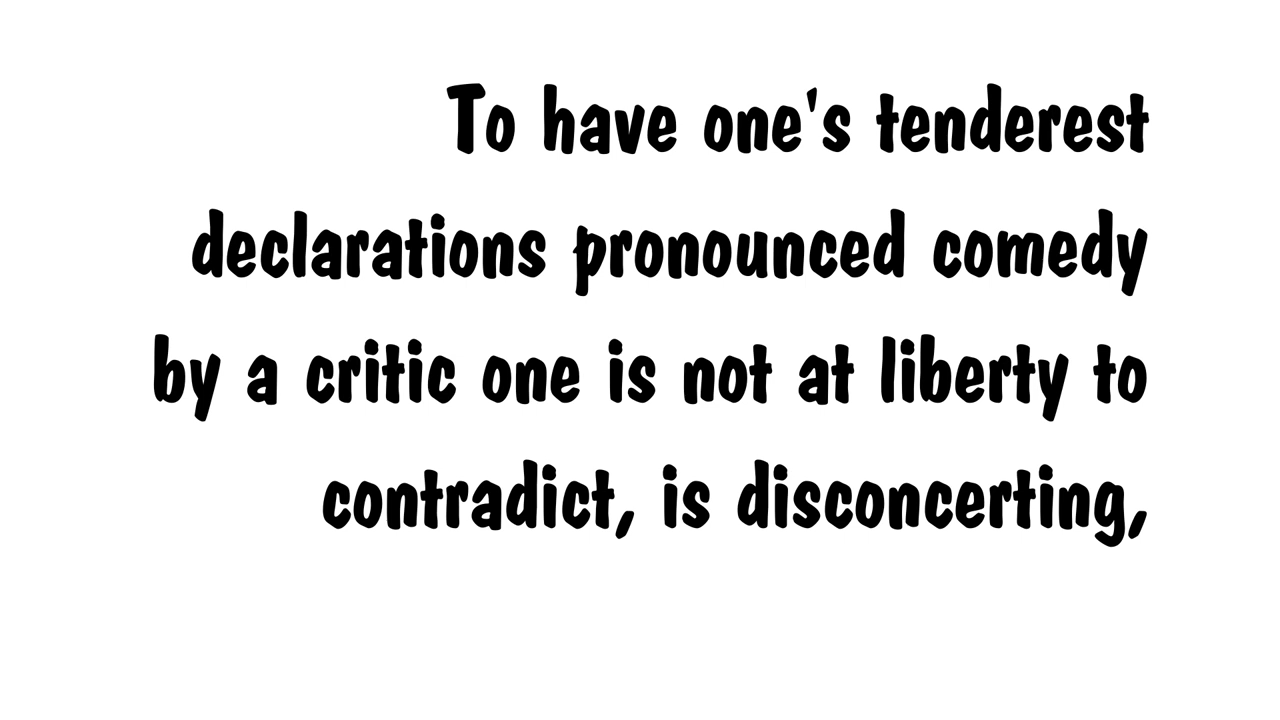 To have one's tenderest
declarations pronounced comedy
by a critic one is not at liberty to
contradict, is disconcerting,